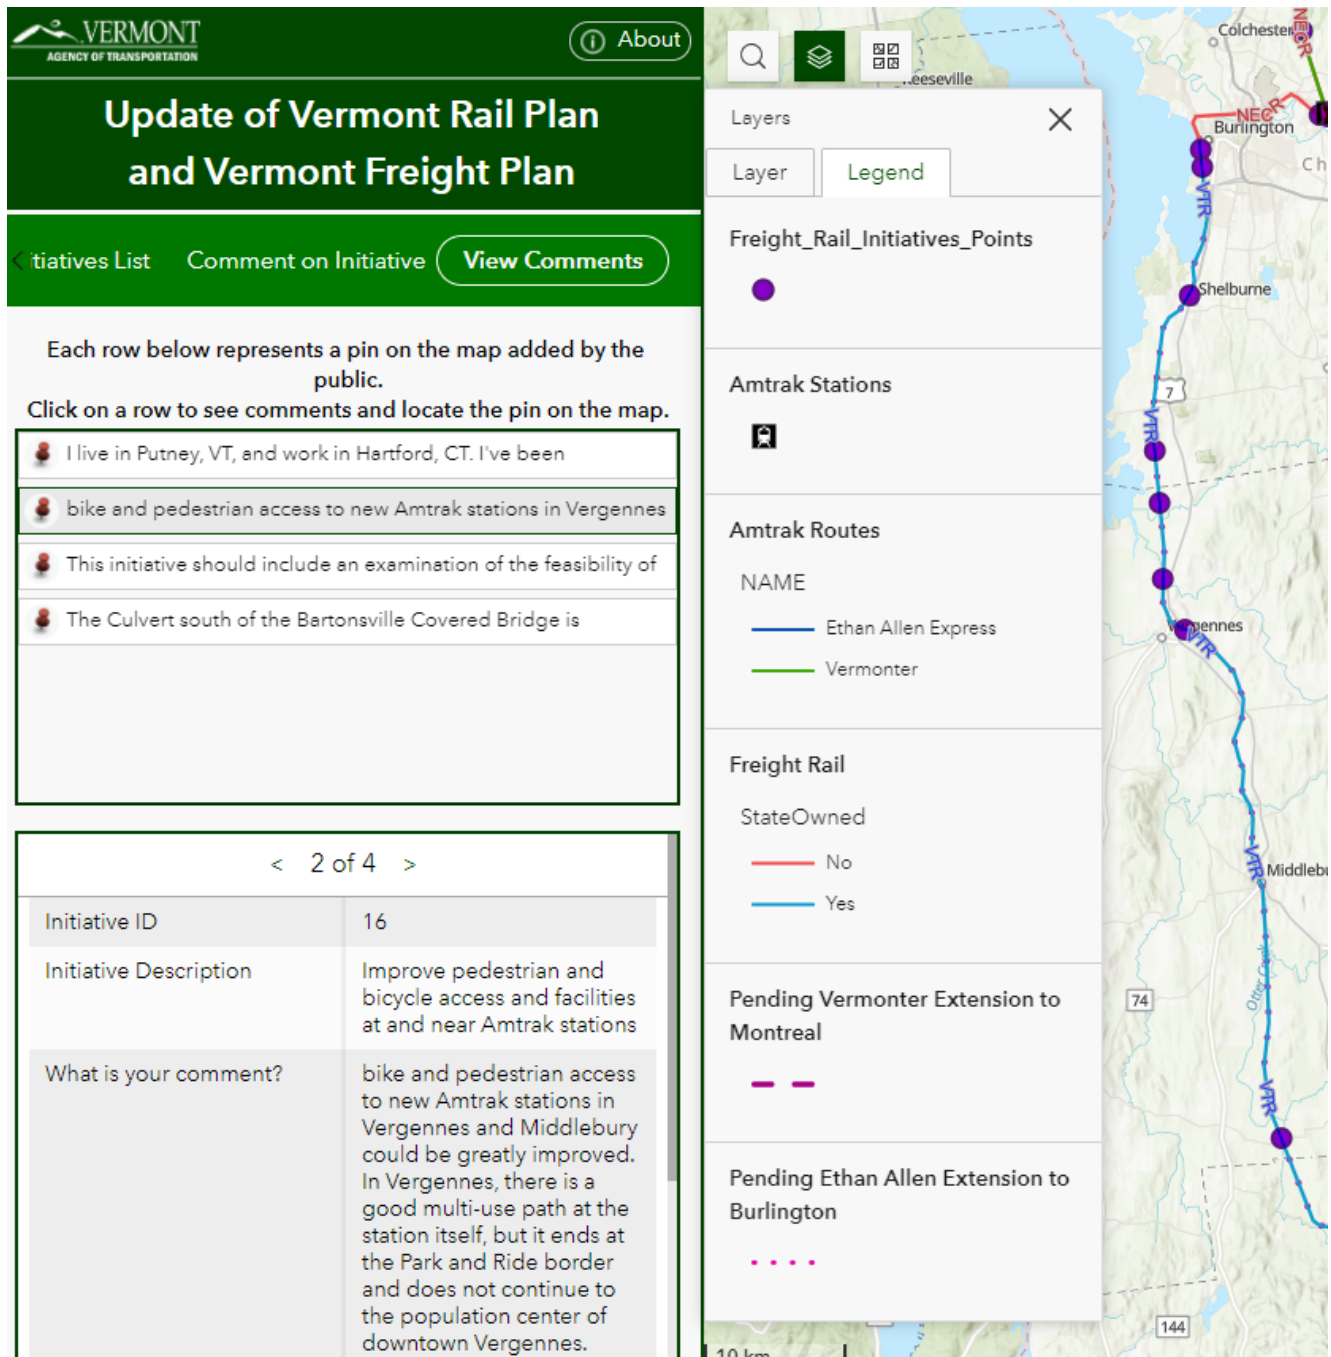 VERMONT
AGENCY OF TRANSPORTATION
About
Update of Vermont Rail Plan
and Vermont Freight Plan
tiatives List
Comment on Initiative
View Comments
Each row below represents a pin on the map added by the
public.
Click on a row to see comments and locate the pin on the map.
I live in Putney, VT, and work in Hartford, CT. I've been
bike and pedestrian access to new Amtrak stations in Vergennes
This initiative should include an examination of the feasibility of
The Culvert south of the Bartonsville Covered Bridge is
< 2 of 4 >
Initiative ID 16
Initiative Description Improve pedestrian and
bicycle access and facilities
at and near Amtrak stations
What is your comment? bike and pedestrian access
to new Amtrak stations in
Vergennes and Middlebury
could be greatly improved.
In Vergennes, there is a
good multi-use path at the
station itself, but it ends at
the Park and Ride border
and does not continue to
the population center of
downtown Vergennes.
Layers
Layer
Legend
Freight_Rail_Initiatives_Points
Amtrak Stations
Amtrak Routes
NAME
Ethan Allen Express
Vermonter
Freight Rail
StateOwned
No
Yes
Pending Vermonter Extension to
Montreal
Pending Ethan Allen Extension to
Burlington
Keeseville
Colchester
NECR
NECR
Burlington
Ch
VTR
Shelburne
7
VTR
Vergennes
VTR
VTR
Middlebu
Otter Creek
74
VTR
144
10 km